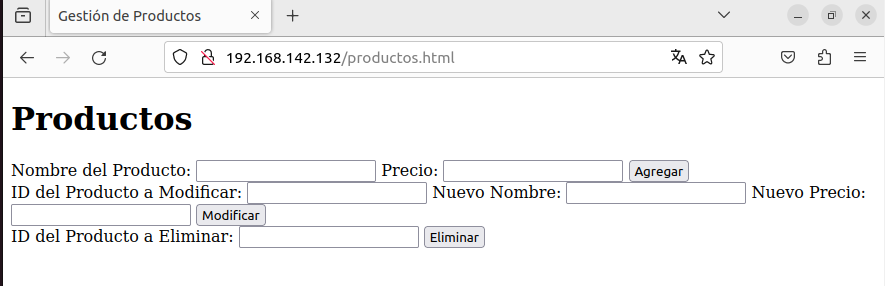 Gestión de Productos
192.168.142.132/productos.html
Productos
Nombre del Producto: Precio: Agregar
ID del Producto a Modificar: Nuevo Nombre: Nuevo Precio:
Modificar
ID del Producto a Eliminar: Eliminar